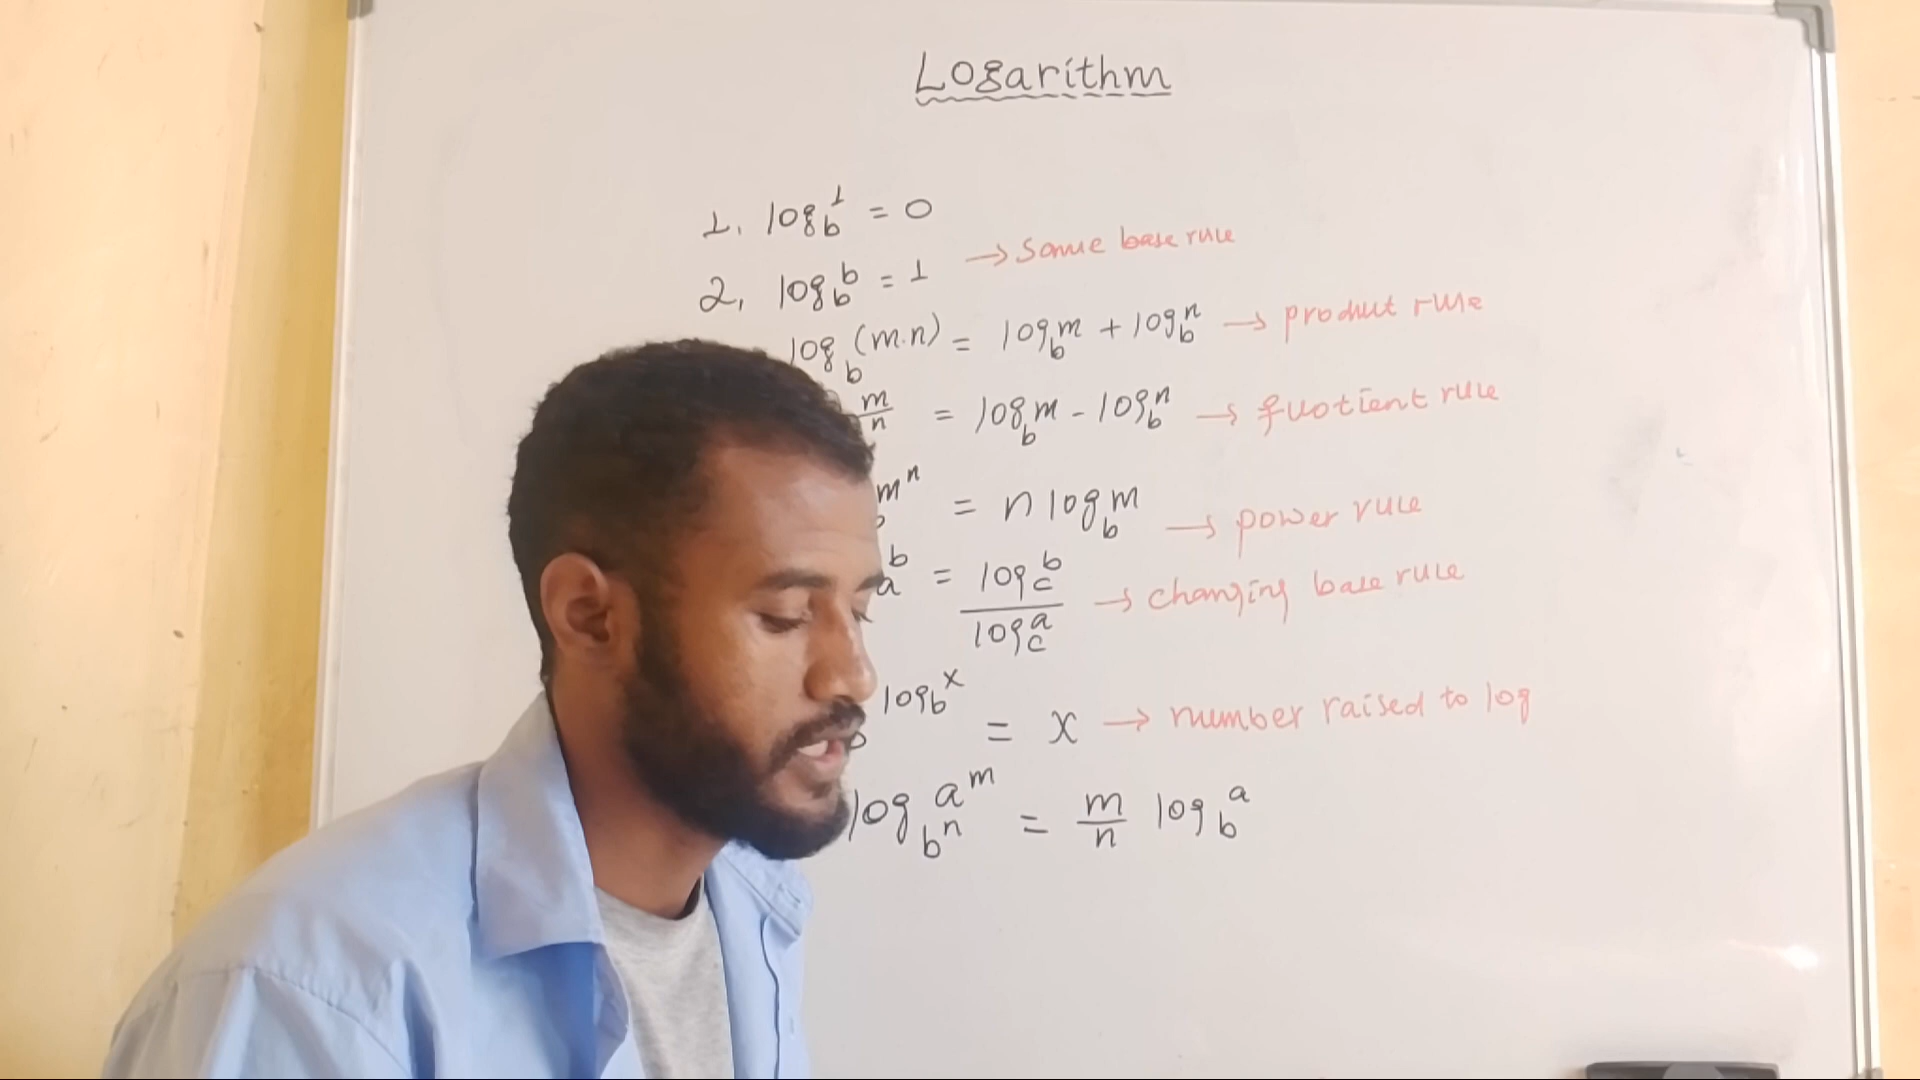 Logarithm
1. log_b^1 = 0
2. log_b^b = 1 → Same base rule
log_b(m.n) = log_b m + log_b^n → product rule
m/n = log_b m - log_b^n → quotient rule
m^n = n log_b m → power rule
a^b = log_c^b / log_c^a → changing base rule
log_b^x = x → number raised to log
log_{b^n} a^m = m/n log_b^a